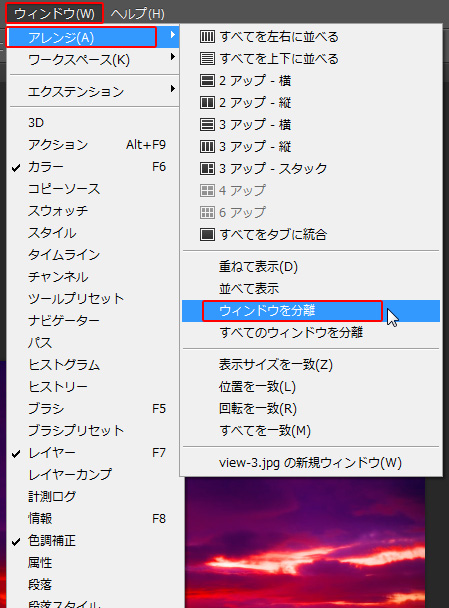 ウィンドウ(W) ヘルプ(H)
アレンジ(A)
ワークスペース(K)
エクステンション
3D
アクション Alt+F9
カラー F6
コピーソース
スウォッチ
スタイル
タイムライン
チャンネル
ツールプリセット
ナビゲーター
パス
ヒストグラム
ヒストリー
ブラシ F5
ブラシプリセット
レイヤー F7
レイヤーカンプ
計測ログ
情報 F8
色調補正
属性
段落
段落スタイル
すべてを左右に並べる
すべてを上下に並べる
2 アップ - 横
2 アップ - 縦
3 アップ - 横
3 アップ - 縦
3 アップ - スタック
4 アップ
6 アップ
すべてをタブに統合
重ねて表示(D)
並べて表示
ウィンドウを分離
すべてのウィンドウを分離
表示サイズを一致(Z)
位置を一致(L)
回転を一致(R)
すべてを一致(M)
view-3.jpg の新規ウィンドウ(W)